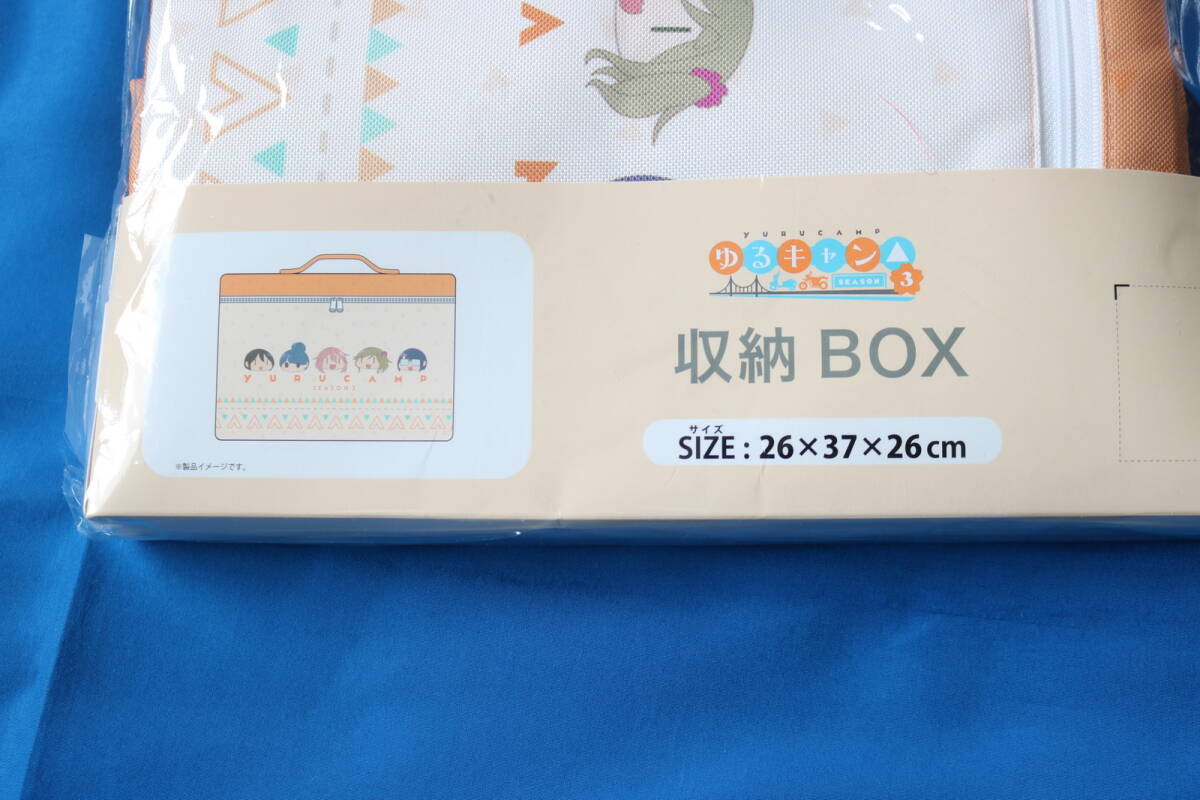 YURUCAMP
SEASON3
※製品イメージです。
YURUCAMP
ゆるキャン△
SEASON 3
収納 BOX
サイズ
SIZE : 26×37×26cm